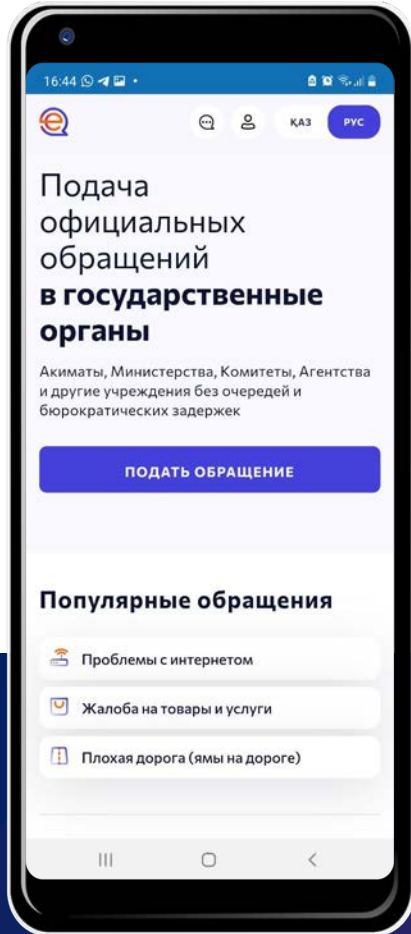 16:44
ҚАЗ
РУС
Подача
официальных
обращений
в государственные
органы
Акиматы, Министерства, Комитеты, Агентства
и другие учреждения без очередей и
бюрократических задержек
ПОДАТЬ ОБРАЩЕНИЕ
Популярные обращения
Проблемы с интернетом
Жалоба на товары и услуги
Плохая дорога (ямы на дороге)